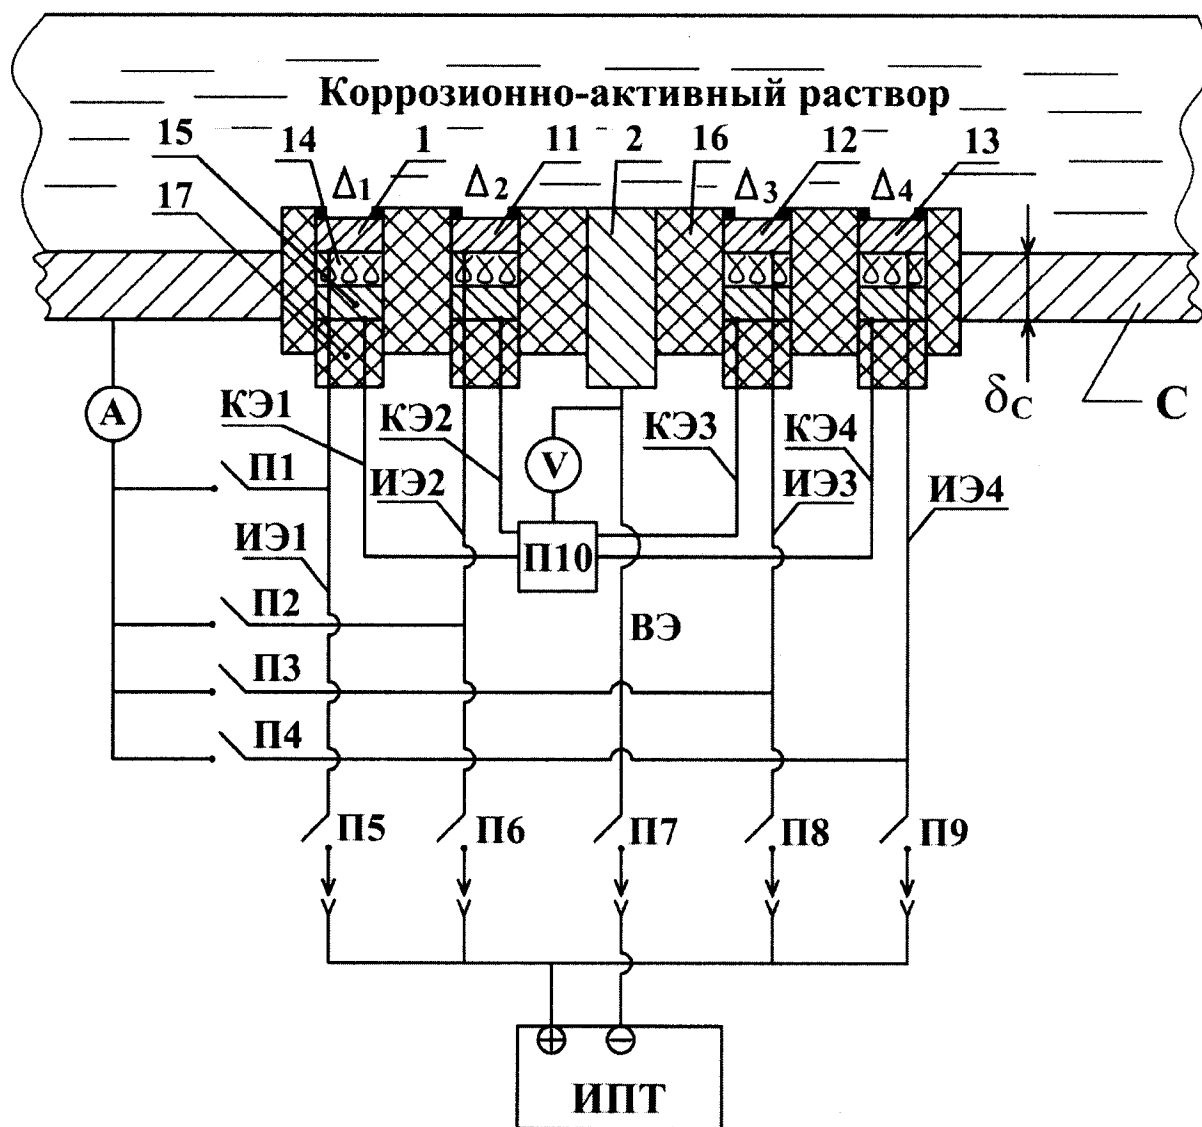 Коррозионно-активный раствор
15 14 1 11 2 16 12 13
17 Δ1 Δ2 Δ3 Δ4
δC C
A
КЭ1 КЭ2 КЭ3 КЭ4
V
П1 ИЭ2 ИЭ3 ИЭ4
ИЭ1 П10
П2 ВЭ
П3
П4
П5 П6 П7 П8 П9
+ −
ИПТ